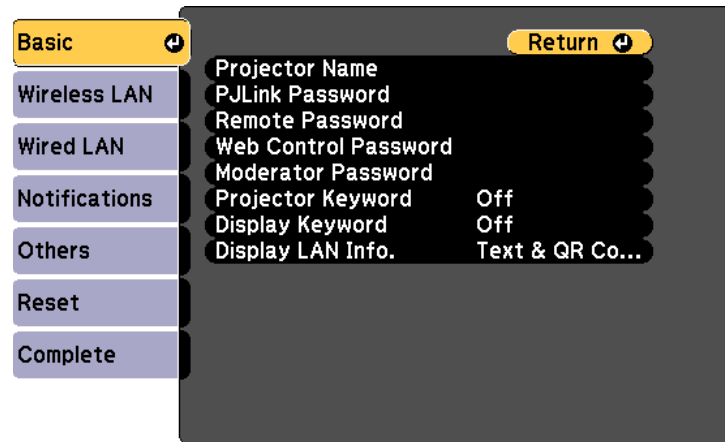 Basic
Wireless LAN
Wired LAN
Notifications
Others
Reset
Complete
Return
Projector Name
PJLink Password
Remote Password
Web Control Password
Moderator Password
Projector Keyword Off
Display Keyword Off
Display LAN Info. Text & QR Co...